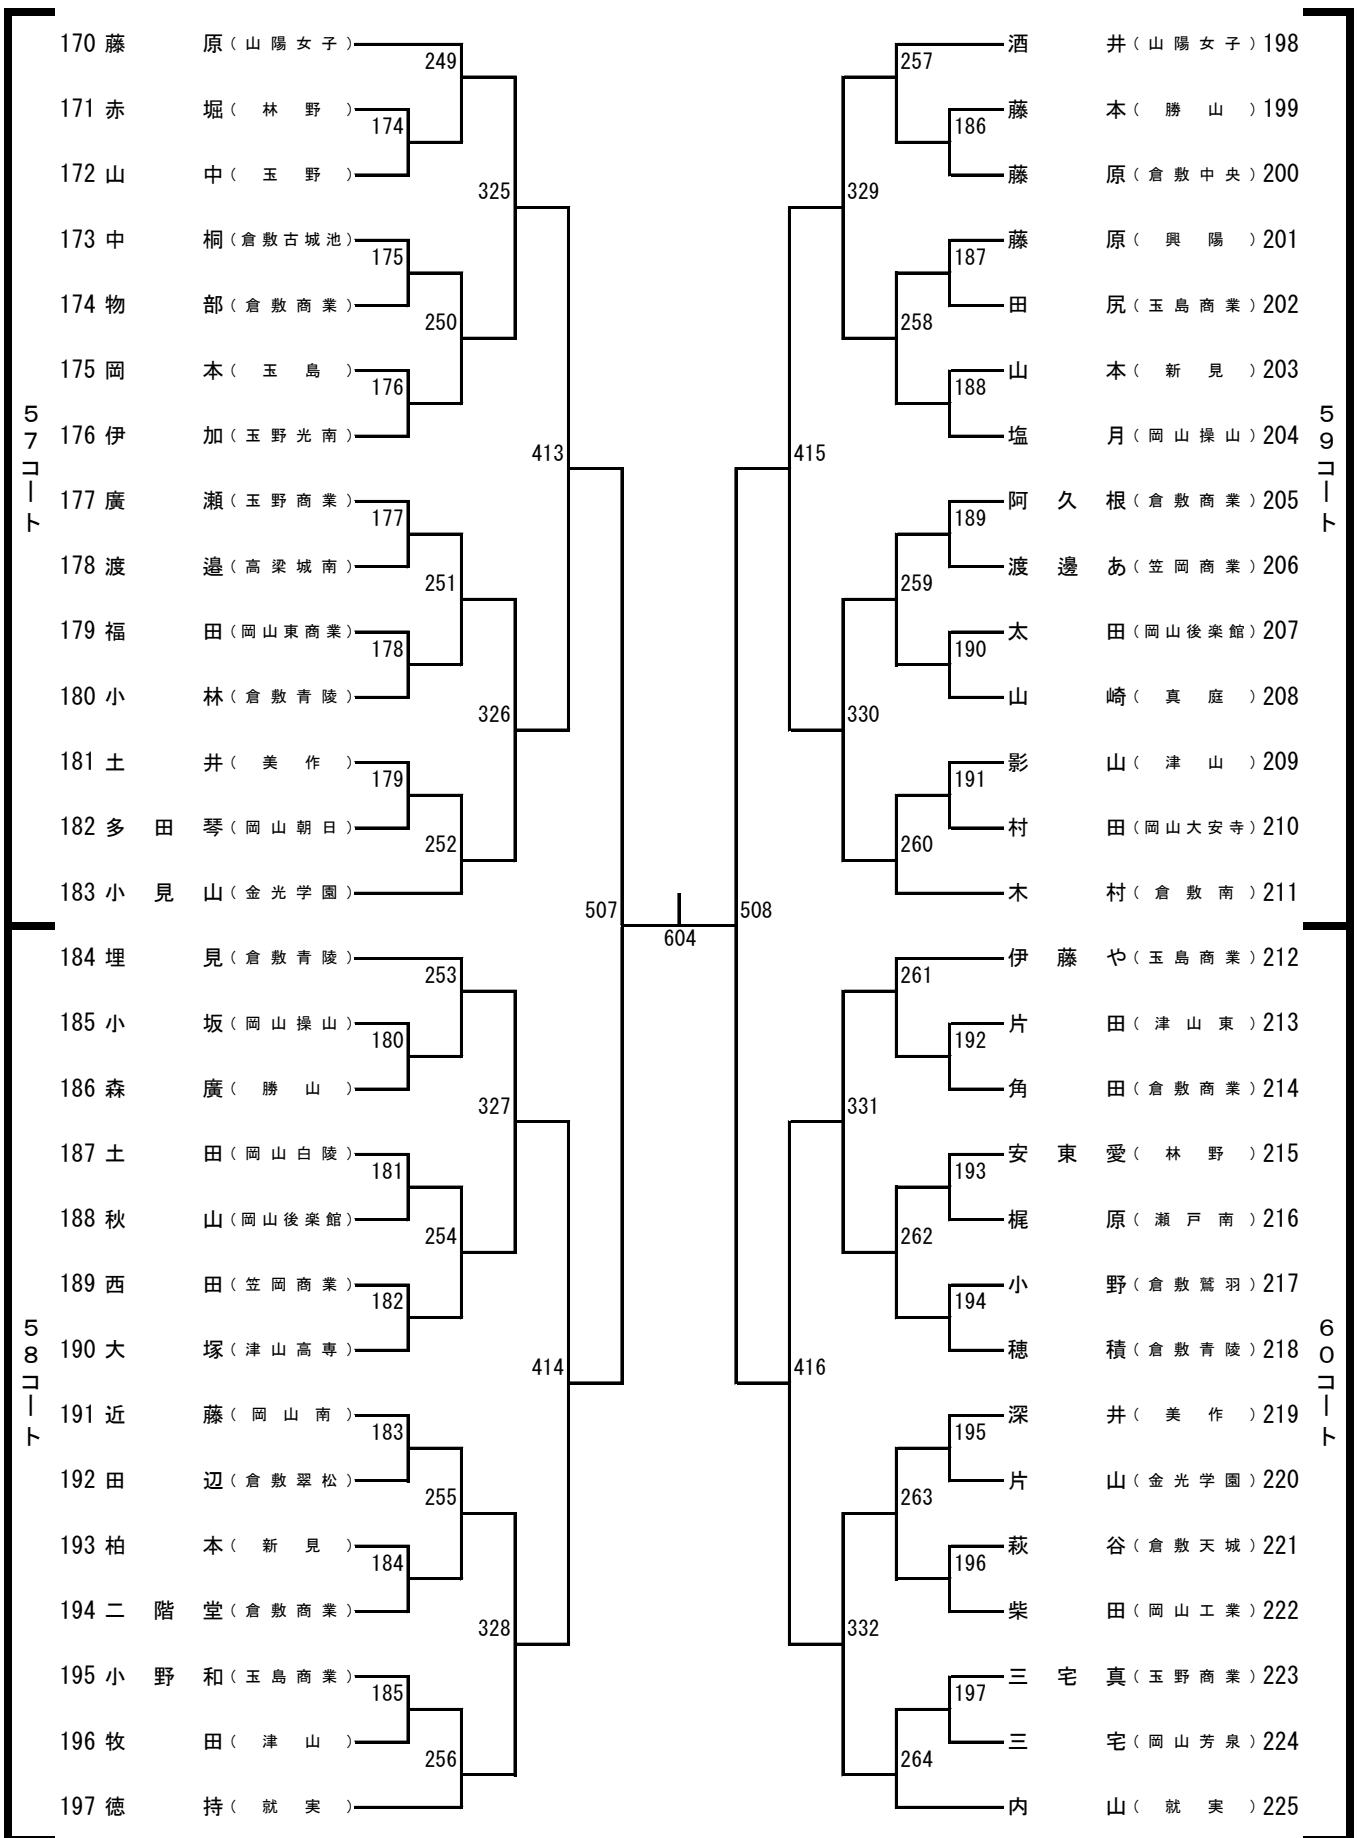 170 藤原（山陽女子）
249
171 赤堀（林野）
174
172 山中（玉野）
325
173 中桐（倉敷古城池）
175
174 物部（倉敷商業）
250
175 岡本（玉島）
176
176 伊加（玉野光南）
413
57コート
177 廣瀬（玉野商業）
177
178 渡邉（高梁城南）
251
179 福田（岡山東商業）
178
180 小林（倉敷青陵）
326
181 土井（美作）
179
182 多田琴（岡山朝日）
252
183 小見山（金光学園）
507
604
184 埋見（倉敷青陵）
253
185 小坂（岡山操山）
180
186 森廣（勝山）
327
187 土田（岡山白陵）
181
188 秋山（岡山後楽館）
254
189 西田（笠岡商業）
182
190 大塚（津山高専）
414
58コート
191 近藤（岡山南）
183
192 田辺（倉敷翠松）
255
193 柏本（新見）
184
194 二階堂（倉敷商業）
328
195 小野和（玉島商業）
185
196 牧田（津山）
256
197 徳持（就実）
酒井（山陽女子）198
257
藤本（勝山）199
186
藤原（倉敷中央）200
329
藤原（興陽）201
187
田尻（玉島商業）202
258
山本（新見）203
188
塩月（岡山操山）204
415
59コート
阿久根（倉敷商業）205
189
渡邊あ（笠岡商業）206
259
太田（岡山後楽館）207
190
山崎（真庭）208
330
影山（津山）209
191
村田（岡山大安寺）210
260
木村（倉敷南）211
508
伊藤や（玉島商業）212
261
片田（津山東）213
192
角田（倉敷商業）214
331
安東愛（林野）215
193
梶原（瀬戸南）216
262
小野（倉敷鷲羽）217
194
穂積（倉敷青陵）218
416
60コート
深井（美作）219
195
片山（金光学園）220
263
萩谷（倉敷天城）221
196
柴田（岡山工業）222
332
三宅真（玉野商業）223
197
三宅（岡山芳泉）224
264
内山（就実）225